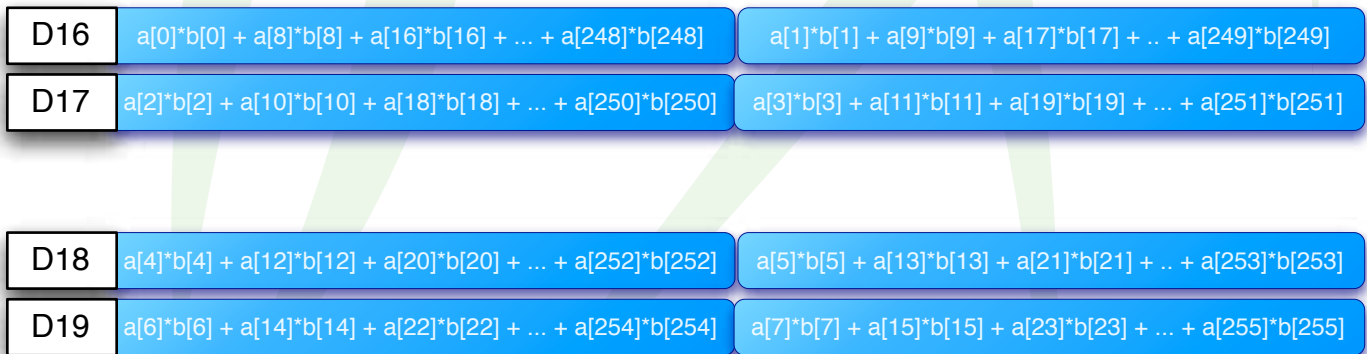 D16 a[0]*b[0] + a[8]*b[8] + a[16]*b[16] + ... + a[248]*b[248] a[1]*b[1] + a[9]*b[9] + a[17]*b[17] + .. + a[249]*b[249]
D17 a[2]*b[2] + a[10]*b[10] + a[18]*b[18] + ... + a[250]*b[250] a[3]*b[3] + a[11]*b[11] + a[19]*b[19] + ... + a[251]*b[251]
D18 a[4]*b[4] + a[12]*b[12] + a[20]*b[20] + ... + a[252]*b[252] a[5]*b[5] + a[13]*b[13] + a[21]*b[21] + .. + a[253]*b[253]
D19 a[6]*b[6] + a[14]*b[14] + a[22]*b[22] + ... + a[254]*b[254] a[7]*b[7] + a[15]*b[15] + a[23]*b[23] + ... + a[255]*b[255]